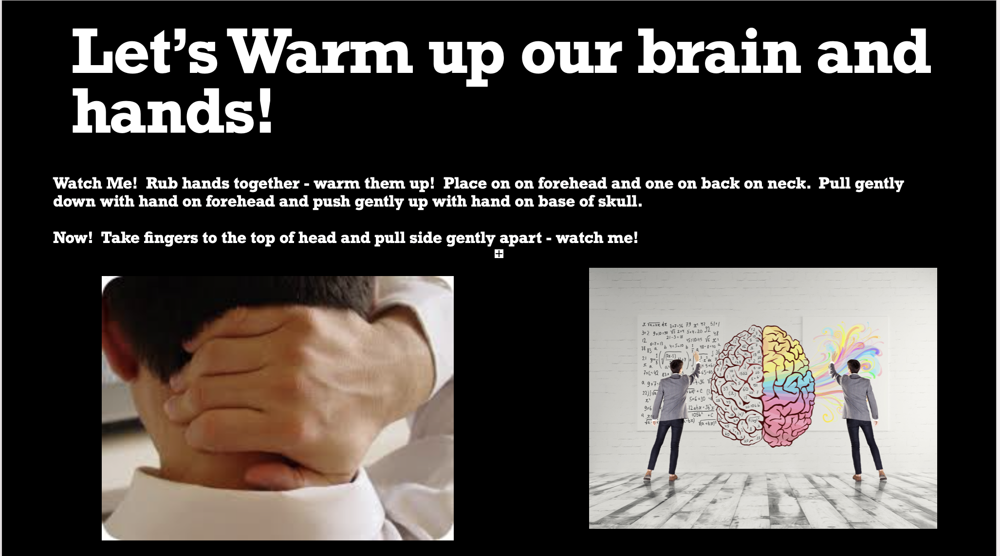 Let’s Warm up our brain and
hands!
Watch Me!  Rub hands together - warm them up!  Place on on forehead and one on back on neck.  Pull gently
down with hand on forehead and push gently up with hand on base of skull.
Now!  Take fingers to the top of head and pull side gently apart - watch me!